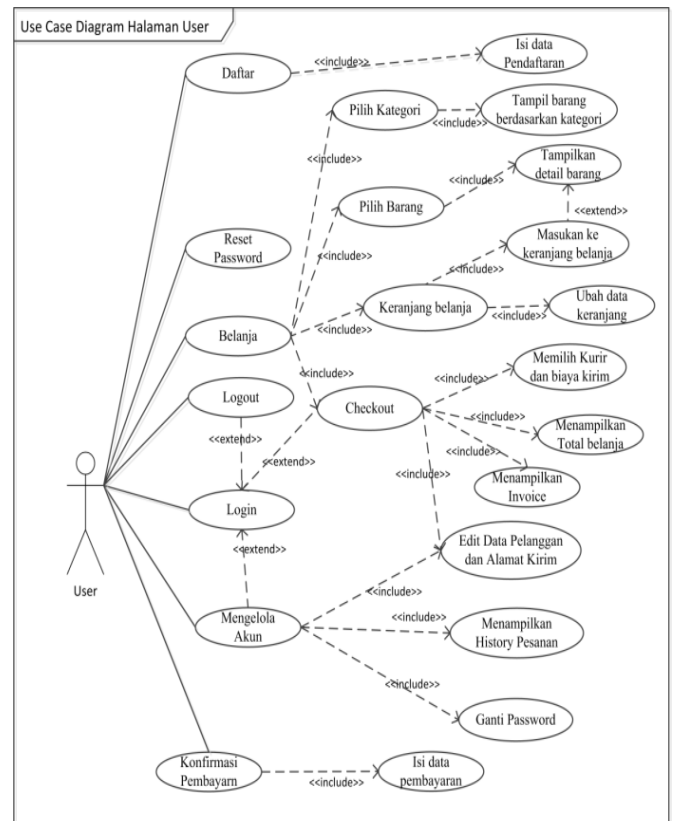 Use Case Diagram Halaman User
Daftar
<<include>>
Isi data
Pendaftaran
Pilih Kategori
<<include>>
Tampil barang
berdasarkan kategori
<<include>>
Tampilkan
detail barang
<<include>>
Pilih Barang
<<extend>>
Reset
Password
<<include>>
Masukan ke
keranjang belanja
<<include>>
Belanja
<<include>>
Keranjang belanja
<<include>>
Ubah data
keranjang
<<include>>
Memilih Kurir
dan biaya kirim
<<include>>
Logout
Checkout
<<include>>
Menampilkan
Total belanja
<<extend>>
<<extend>>
<<include>>
<<include>>
Menampilkan
Invoice
Login
Edit Data Pelanggan
dan Alamat Kirim
<<extend>>
User
<<include>>
Mengelola
Akun
<<include>>
Menampilkan
History Pesanan
<<include>>
Ganti Password
Konfirmasi
Pembayarn
<<include>>
Isi data
pembayaran